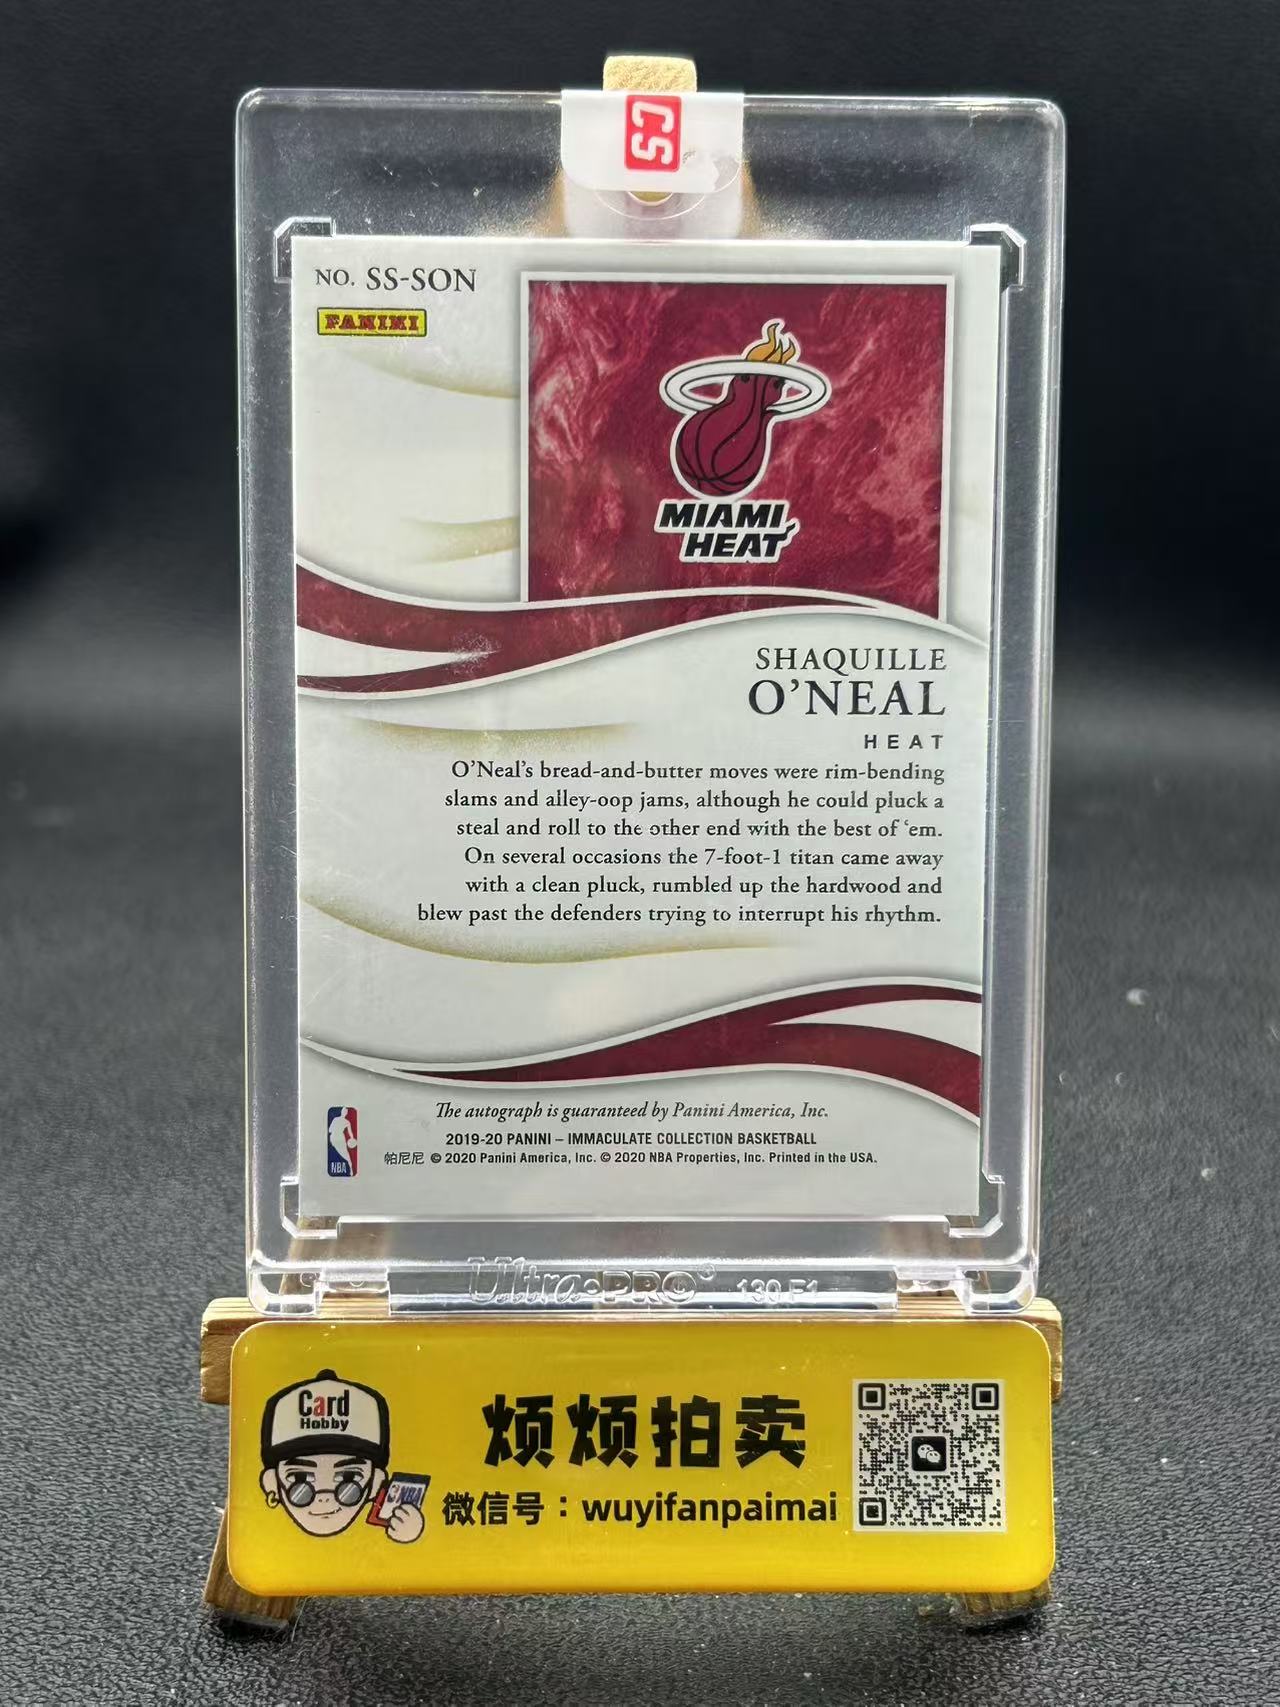 CS
NO. SS-SON
PANINI
MIAMI
HEAT
SHAQUILLE
O'NEAL
HEAT
O'Neal's bread-and-butter moves were rim-bending
slams and alley-oop jams, although he could pluck a
steal and roll to the other end with the best of ‘em.
On several occasions the 7-foot-1 titan came away
with a clean pluck, rumbled up the hardwood and
blew past the defenders trying to interrupt his rhythm.
The autograph is guaranteed by Panini America, Inc.
2019-20 PANINI – IMMACULATE COLLECTION BASKETBALL
帕尼尼 © 2020 Panini America, Inc. © 2020 NBA Properties, Inc. Printed in the USA.
NBA
Ultra•PRO® 130 F1
Card
Hobby
NBA
烦烦拍卖
微信号：wuyifanpaimai